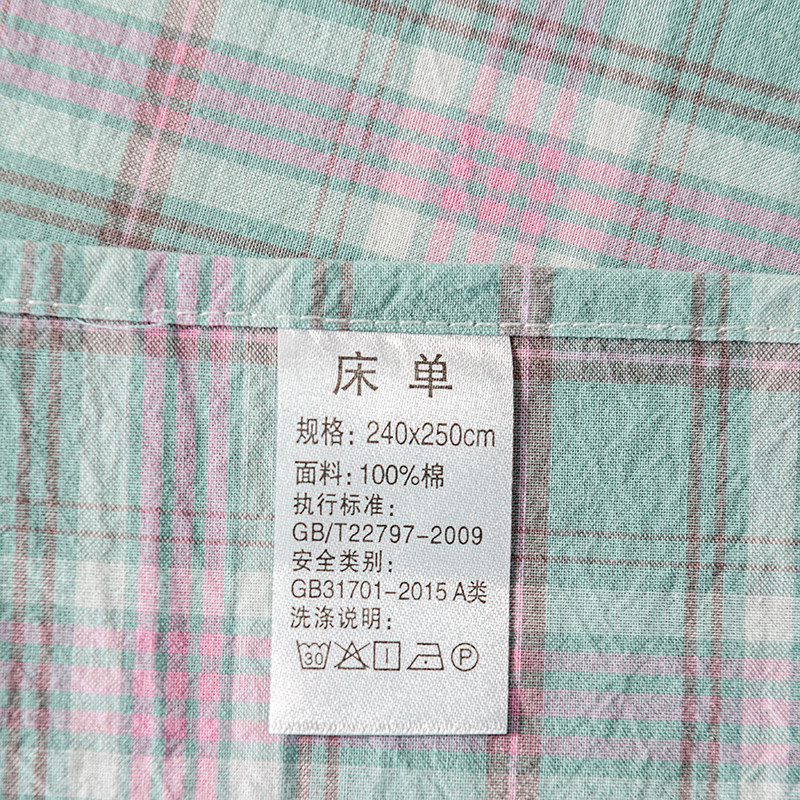 床 单
规格: 240x250cm
面料: 100%棉
执行标准:
GB/T22797-2009
安全类别:
GB31701-2015 A类
洗涤说明:
30 P